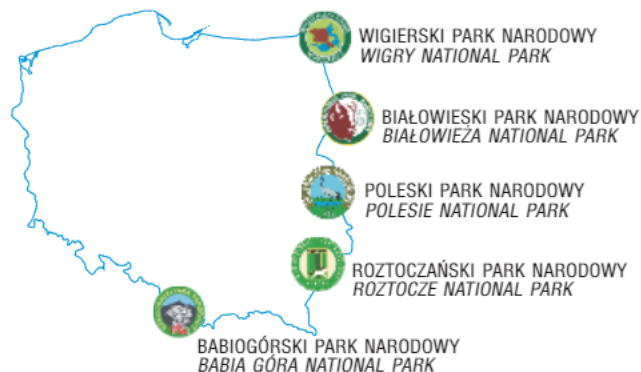 WIGIERSKI PARK NARODOWY
WIGRY NATIONAL PARK
BIAŁOWIESKI PARK NARODOWY
BIAŁOWIEŻA NATIONAL PARK
POLESKI PARK NARODOWY
POLESIE NATIONAL PARK
ROZTOCZAŃSKI PARK NARODOWY
ROZTOCZE NATIONAL PARK
BABIOGÓRSKI PARK NARODOWY
BABIA GÓRA NATIONAL PARK